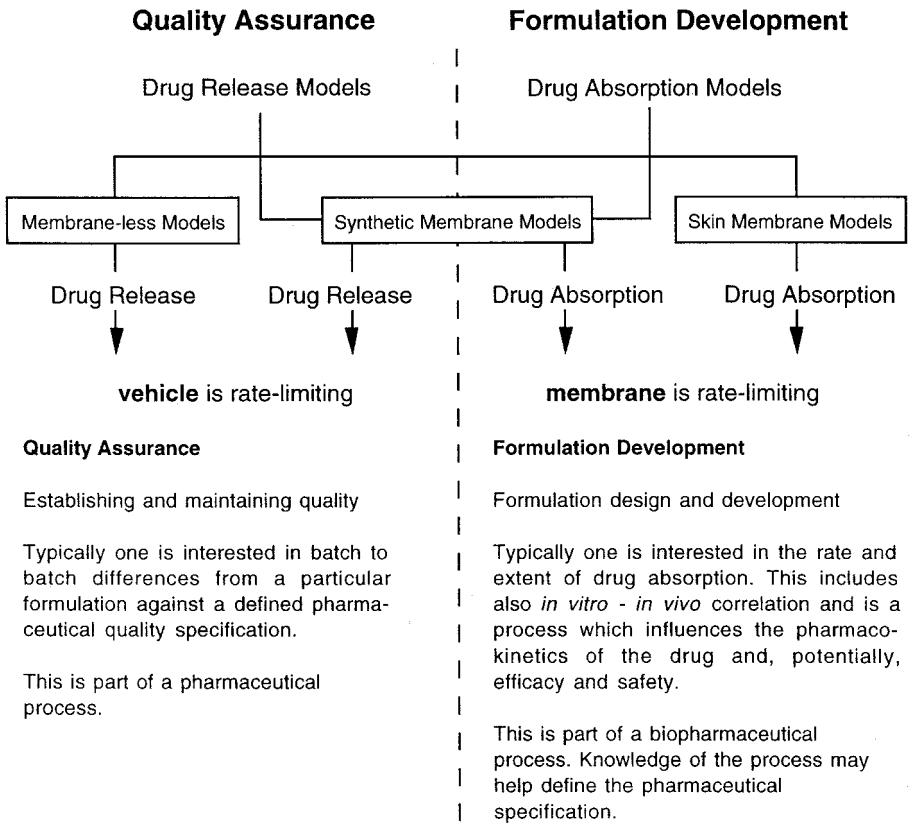 Quality Assurance
Formulation Development
Drug Release Models
Drug Absorption Models
Membrane-less Models
Synthetic Membrane Models
Skin Membrane Models
Drug Release
Drug Release
Drug Absorption
Drug Absorption
vehicle is rate-limiting
membrane is rate-limiting
Quality Assurance
Establishing and maintaining quality
Typically one is interested in batch to
batch differences from a particular
formulation against a defined pharma-
ceutical quality specification.
This is part of a pharmaceutical
process.
Formulation Development
Formulation design and development
Typically one is interested in the rate and
extent of drug absorption. This includes
also in vitro - in vivo correlation and is a
process which influences the pharmaco-
kinetics of the drug and, potentially,
efficacy and safety.
This is part of a biopharmaceutical
process. Knowledge of the process may
help define the pharmaceutical
specification.